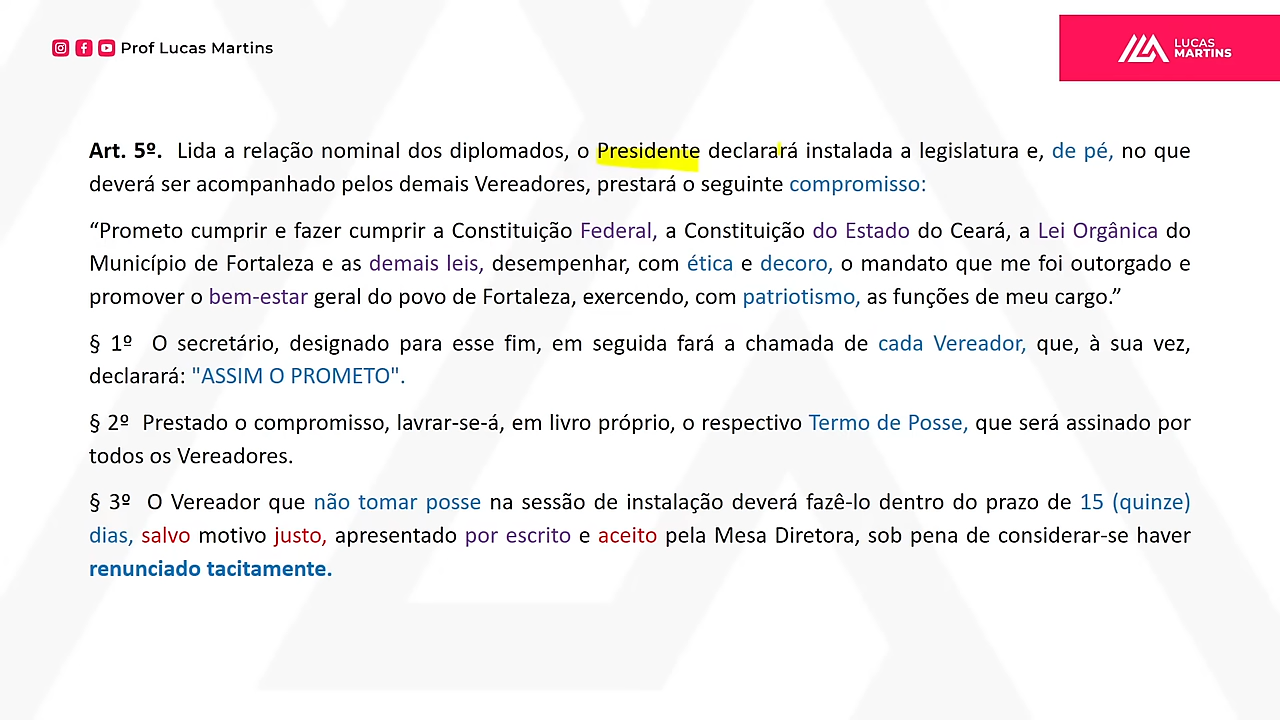 Prof Lucas Martins
LUCAS
MARTINS
Art. 5º. Lida a relação nominal dos diplomados, o Presidente declarará instalada a legislatura e, de pé, no que
deverá ser acompanhado pelos demais Vereadores, prestará o seguinte compromisso:
“Prometo cumprir e fazer cumprir a Constituição Federal, a Constituição do Estado do Ceará, a Lei Orgânica do
Município de Fortaleza e as demais leis, desempenhar, com ética e decoro, o mandato que me foi outorgado e
promover o bem-estar geral do povo de Fortaleza, exercendo, com patriotismo, as funções de meu cargo.”
§ 1º O secretário, designado para esse fim, em seguida fará a chamada de cada Vereador, que, à sua vez,
declarará: "ASSIM O PROMETO".
§ 2º Prestado o compromisso, lavrar-se-á, em livro próprio, o respectivo Termo de Posse, que será assinado por
todos os Vereadores.
§ 3º O Vereador que não tomar posse na sessão de instalação deverá fazê-lo dentro do prazo de 15 (quinze)
dias, salvo motivo justo, apresentado por escrito e aceito pela Mesa Diretora, sob pena de considerar-se haver
renunciado tacitamente.